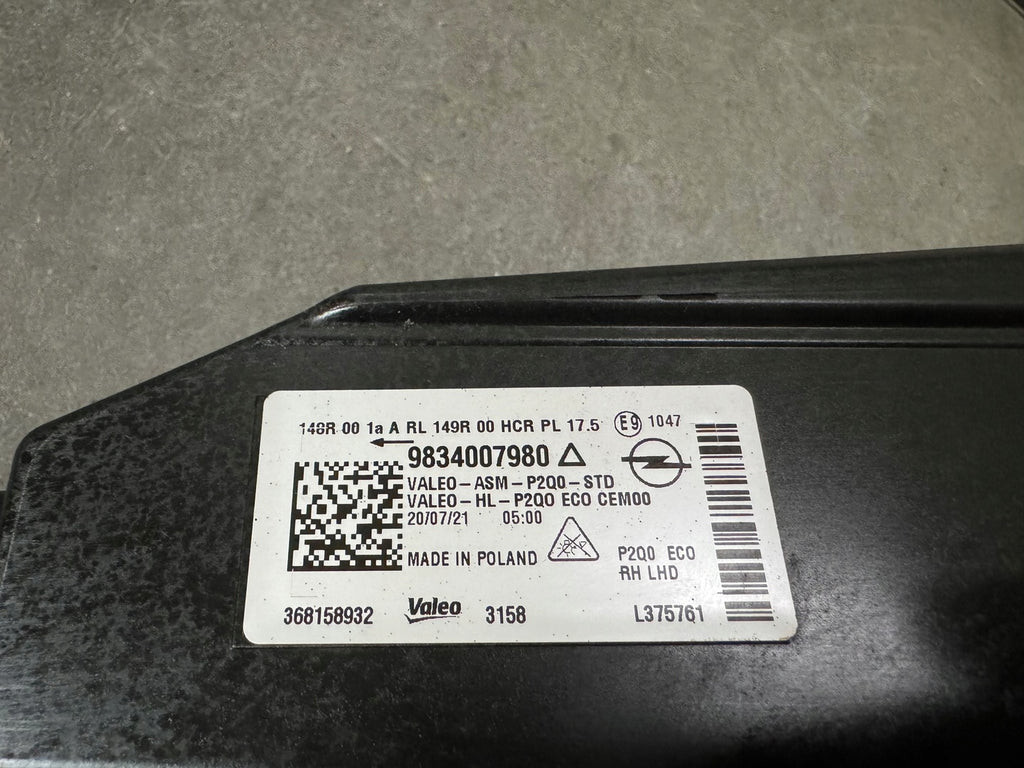 148R 00 1a A RL 149R 00 HCR PL 17.5 E9 1047
9834007980
VALEO-ASM-P2Q0-STD
VALEO-HL-P2QO ECO CEM00
20/07/21 05:00
MADE IN POLAND
P2Q0 ECO
RH LHD
368158932 Valeo 3158 L375761